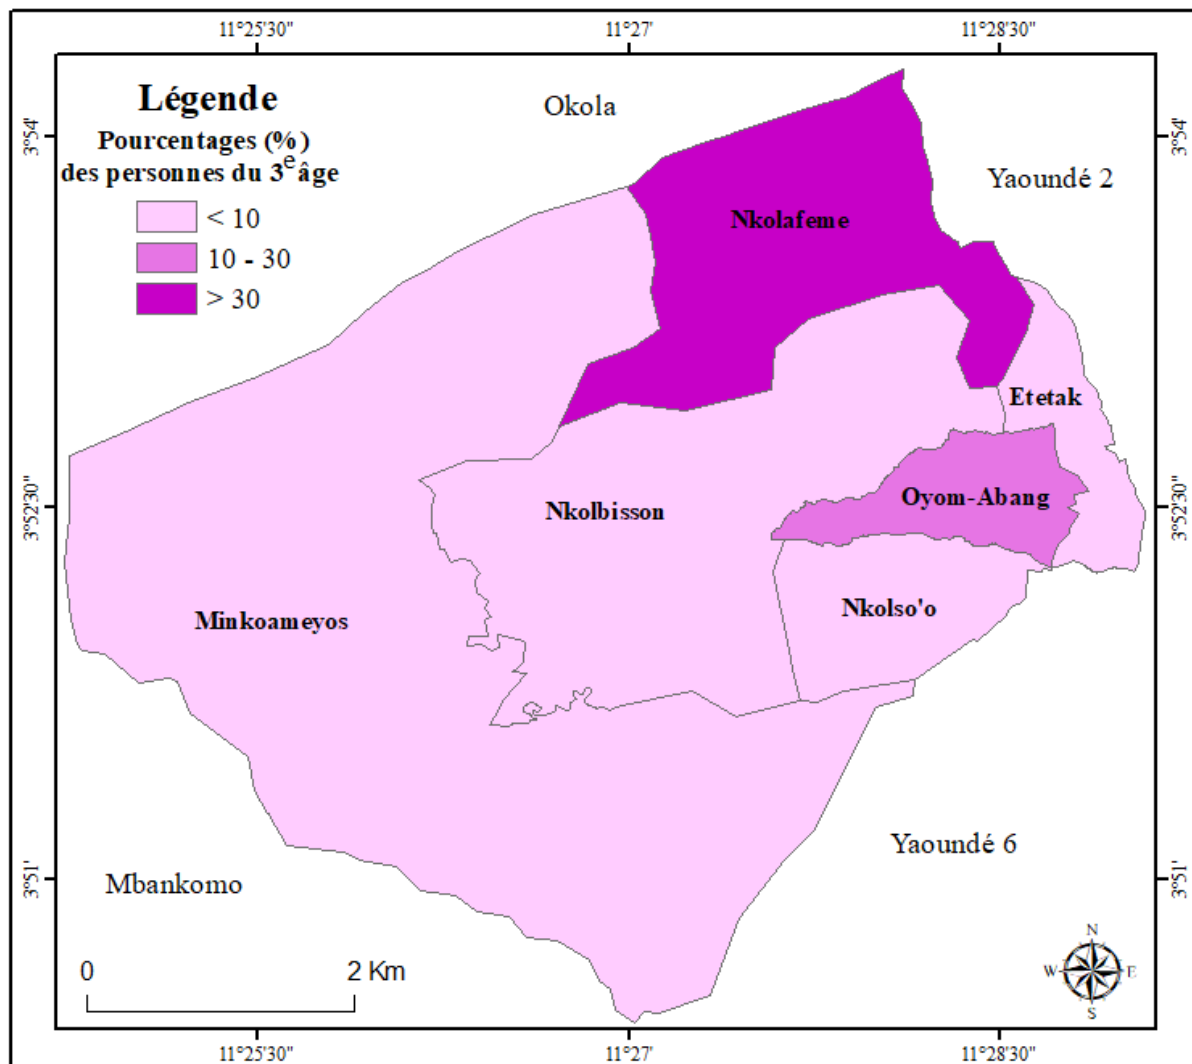 11°25'30" 11°27' 11°28'30"
Légende
Pourcentages (%)
des personnes du 3e âge
< 10
10 - 30
> 30
Okola
Yaoundé 2
3°54'
3°54'
Nkolafeme
Etetak
Oyom-Abang
Nkolbisson
3°52'30"
3°52'30"
Nkolso'o
Minkoameyos
Yaoundé 6
Mbankomo
3°51'
3°51'
0 2 Km
N
W E
S
11°25'30" 11°27' 11°28'30"